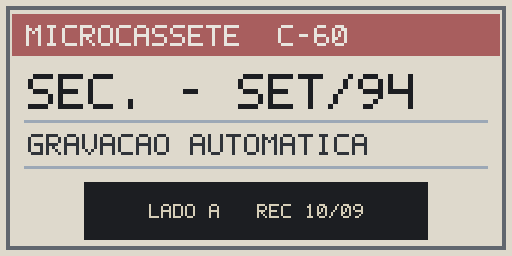 MICROCASSETE C-60
SEC. - SET/94
GRAVACAO AUTOMATICA
LADO A REC 10/09